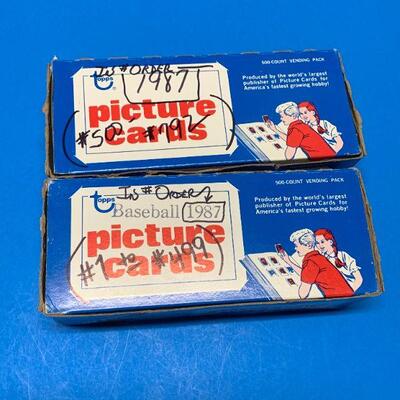 IN # ORDER
1987
topps
500-COUNT VENDING PACK
picture
cards
(#500 #792)
Produced by the world's largest
publisher of Picture Cards for
America's fastest growing hobby!
IN # ORDER
topps
Baseball 1987
500-COUNT VENDING PACK
picture
cards
(#1 to #499)
Produced by the world's largest
publisher of Picture Cards for
America's fastest growing hobby!